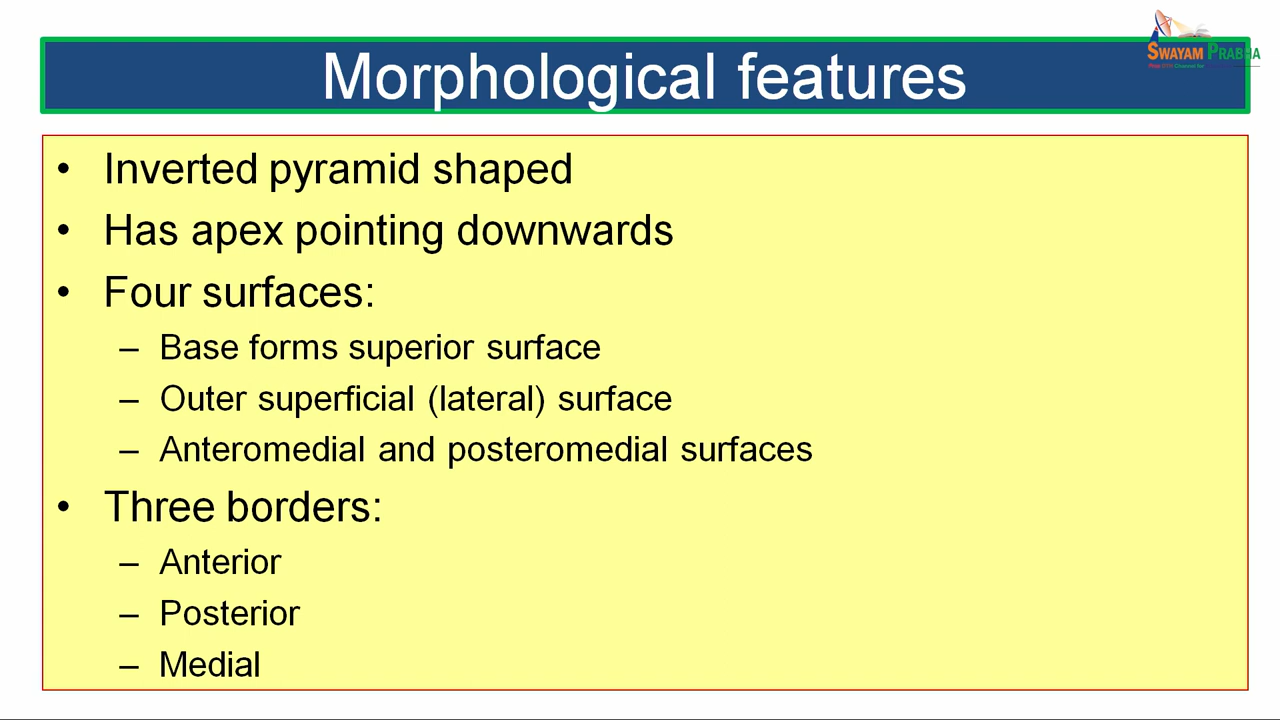 SWAYAM PRABHA
Morphological features
• Inverted pyramid shaped
• Has apex pointing downwards
• Four surfaces:
– Base forms superior surface
– Outer superficial (lateral) surface
– Anteromedial and posteromedial surfaces
• Three borders:
– Anterior
– Posterior
– Medial